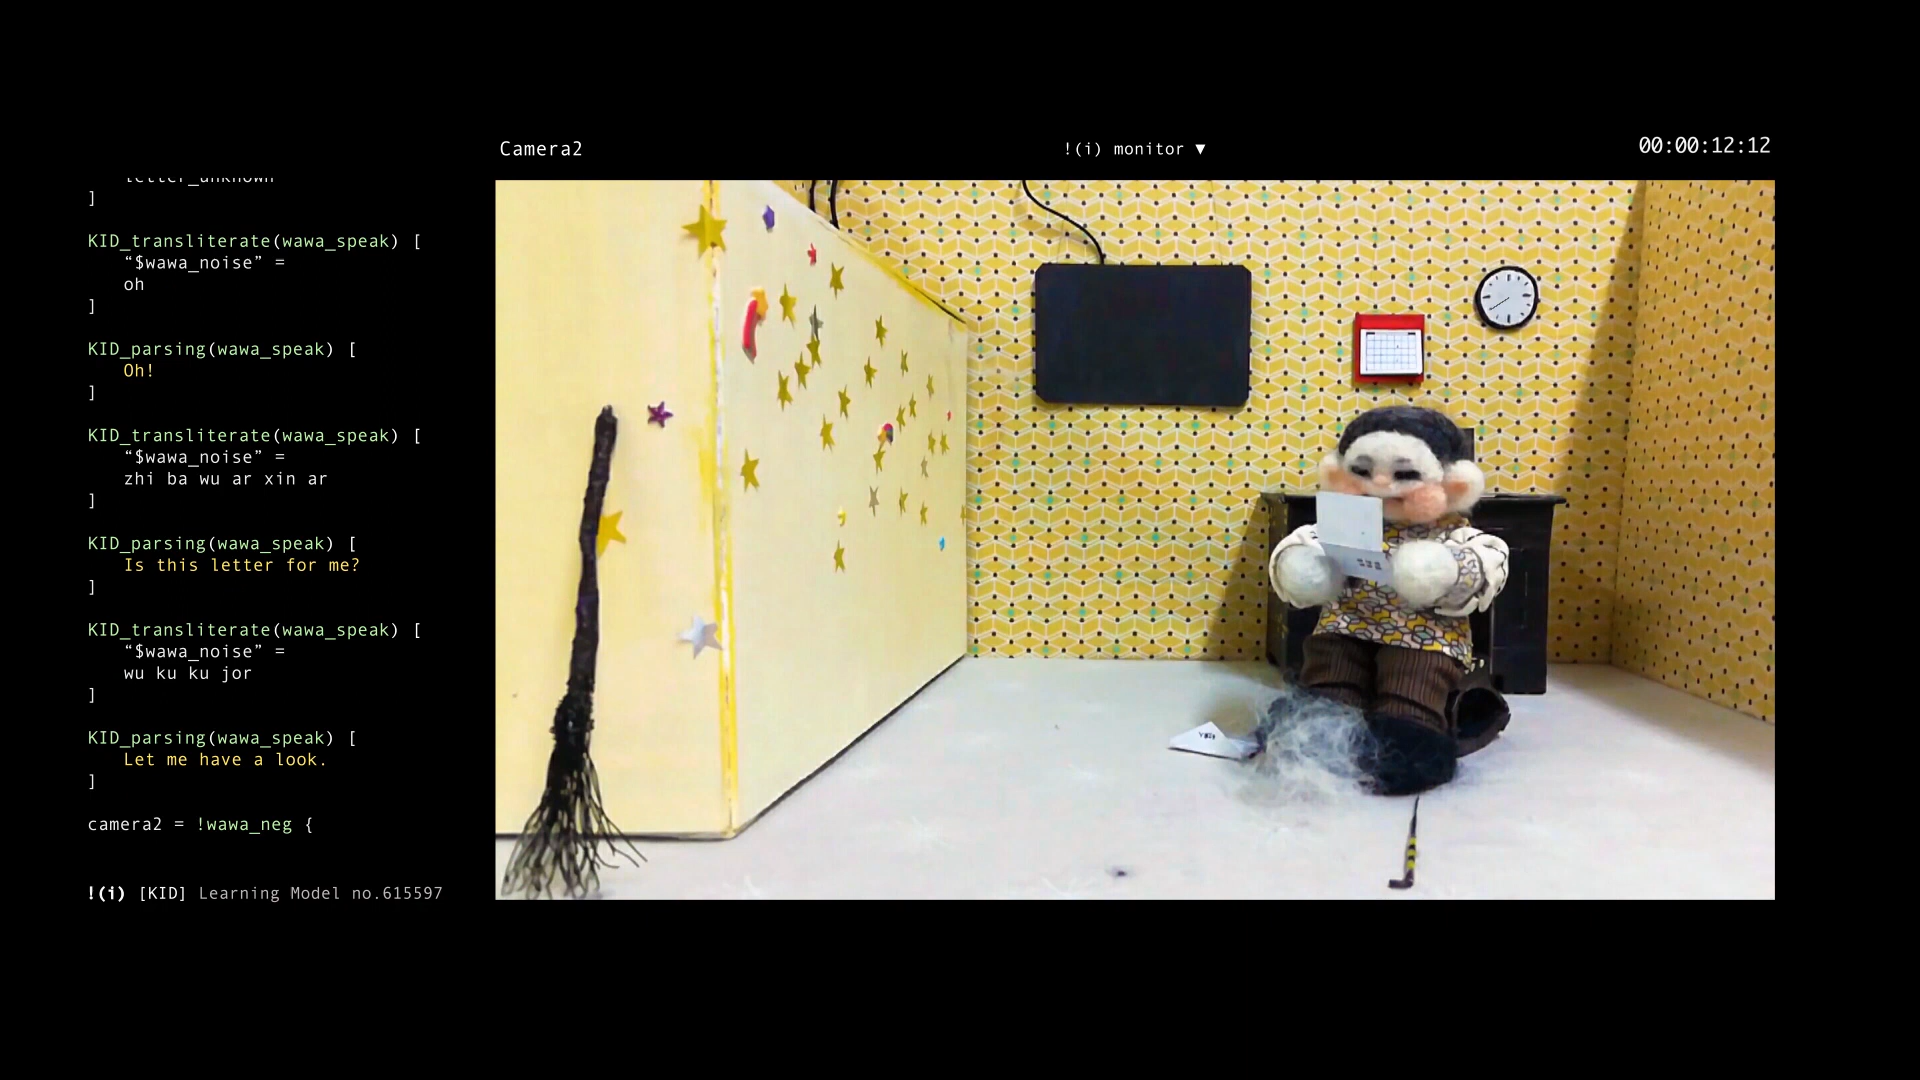 Camera2
!(i) monitor ▼
00:00:12:12
letter_unknown
]
KID_transliterate(wawa_speak) [
“$wawa_noise” =
oh
]
KID_parsing(wawa_speak) [
Oh!
]
KID_transliterate(wawa_speak) [
“$wawa_noise” =
zhi ba wu ar xin ar
]
KID_parsing(wawa_speak) [
Is this letter for me?
]
KID_transliterate(wawa_speak) [
“$wawa_noise” =
wu ku ku jor
]
KID_parsing(wawa_speak) [
Let me have a look.
]
camera2 = !wawa_neg {
!(i) [KID] Learning Model no.615597